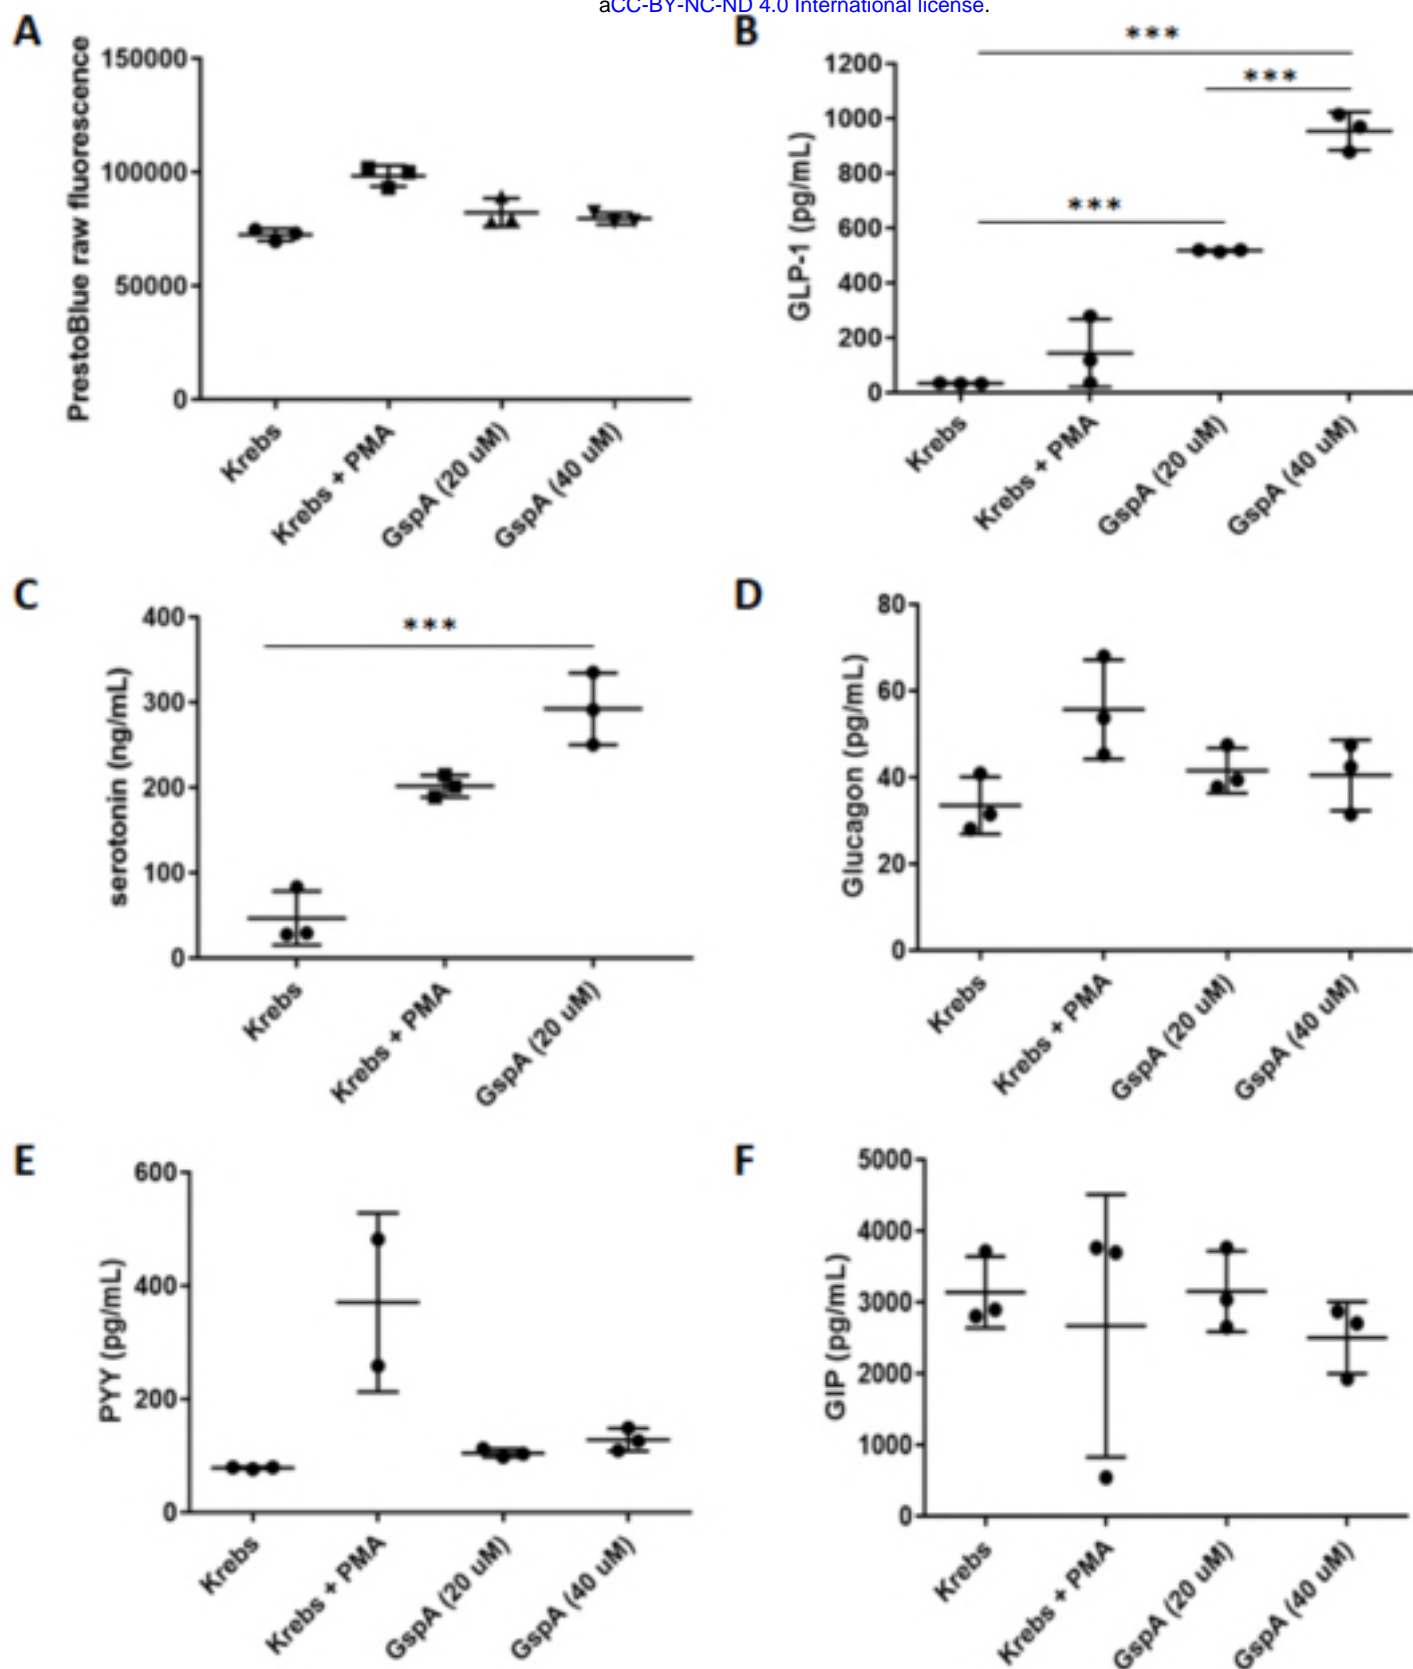 aCC-BY-NC-ND 4.0 International license.
A
PrestoBlue raw fluorescence
150000
100000
50000
0
Krebs
Krebs + PMA
GspA (20 uM)
GspA (40 uM)
B
GLP-1 (pg/mL)
***
***
***
1200
1000
800
600
400
200
0
Krebs
Krebs + PMA
GspA (20 uM)
GspA (40 uM)
C
serotonin (ng/mL)
***
400
300
200
100
0
Krebs
Krebs + PMA
GspA (20 uM)
D
Glucagon (pg/mL)
80
60
40
20
0
Krebs
Krebs + PMA
GspA (20 uM)
GspA (40 uM)
E
PYY (pg/mL)
600
400
200
0
Krebs
Krebs + PMA
GspA (20 uM)
GspA (40 uM)
F
GIP (pg/mL)
5000
4000
3000
2000
1000
0
Krebs
Krebs + PMA
GspA (20 uM)
GspA (40 uM)